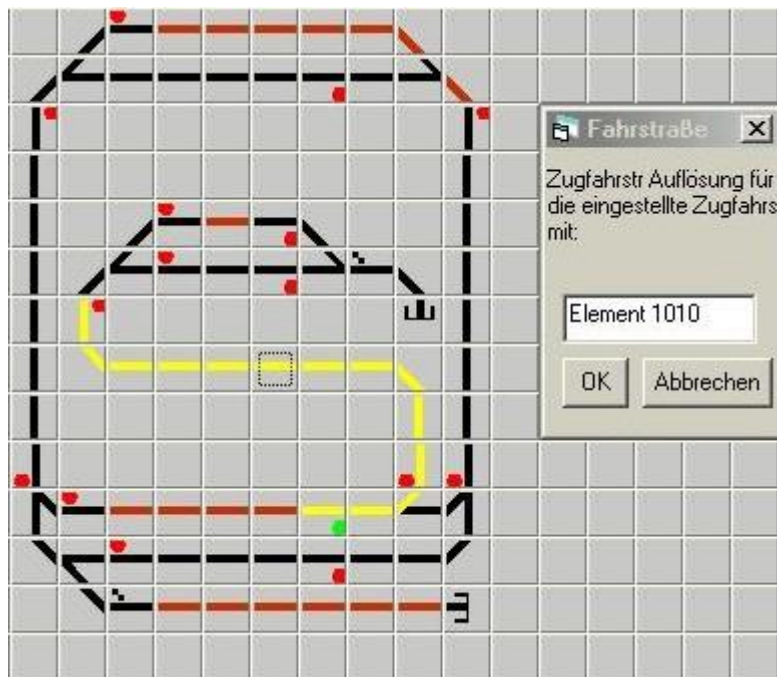 Fahrstraße
Zugfahrstr Auflösung für
die eingestellte Zugfahrs
mit:
Element 1010
OK
Abbrechen